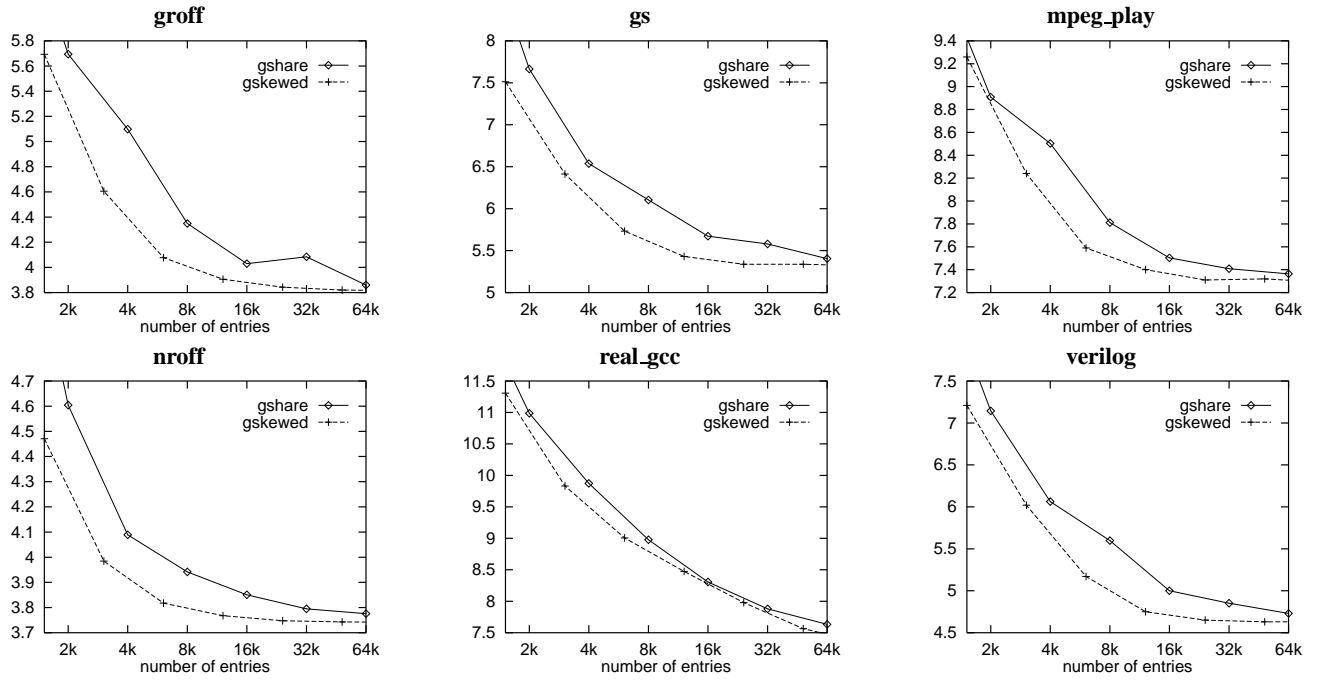 groff
5.8
5.6
5.4
5.2
5
4.8
4.6
4.4
4.2
4
3.8
gshare
gskewed
2k 4k 8k 16k 32k 64k
number of entries
gs
8
7.5
7
6.5
6
5.5
5
gshare
gskewed
2k 4k 8k 16k 32k 64k
number of entries
mpeg_play
9.4
9.2
9
8.8
8.6
8.4
8.2
8
7.8
7.6
7.4
7.2
gshare
gskewed
2k 4k 8k 16k 32k 64k
number of entries
nroff
4.7
4.6
4.5
4.4
4.3
4.2
4.1
4
3.9
3.8
3.7
gshare
gskewed
2k 4k 8k 16k 32k 64k
number of entries
real_gcc
11.5
11
10.5
10
9.5
9
8.5
8
7.5
gshare
gskewed
2k 4k 8k 16k 32k 64k
number of entries
verilog
7.5
7
6.5
6
5.5
5
4.5
gshare
gskewed
2k 4k 8k 16k 32k 64k
number of entries